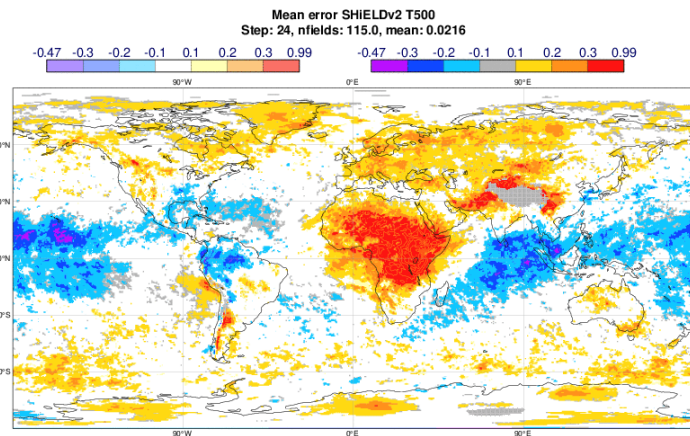 Mean error SHiELDv2 T500
Step: 24, nfields: 115.0, mean: 0.0216
-0.47 -0.3 -0.2 -0.1 0.1 0.2 0.3 0.99 -0.47 -0.3 -0.2 -0.1 0.1 0.2 0.3 0.99
90°W 0°E 90°E
°N
°N
°N
°S
°S
90°W 0°E 90°E